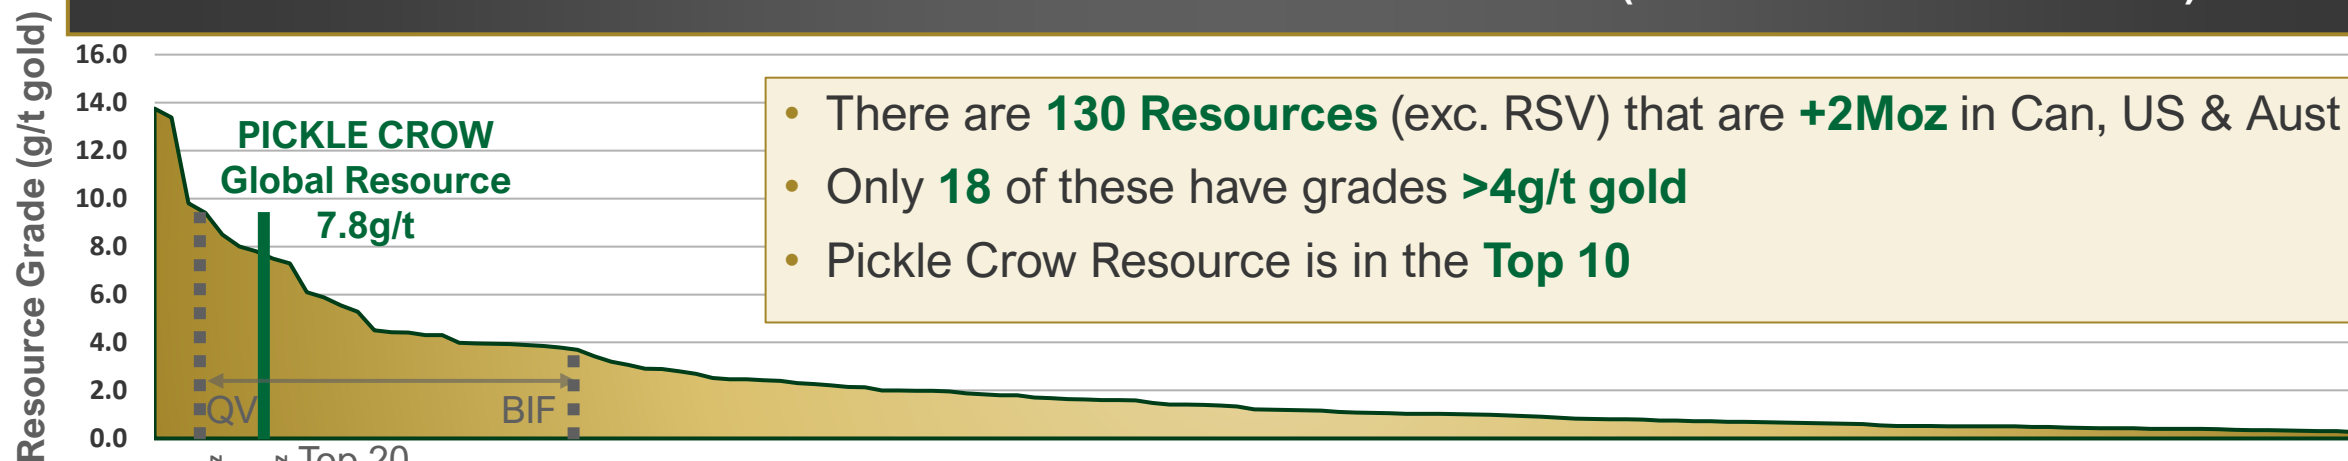 Resource Grade (g/t gold)
16.0
14.0
12.0
10.0
8.0
6.0
4.0
2.0
0.0
PICKLE CROW
Global Resource
7.8g/t
• There are 130 Resources (exc. RSV) that are +2Moz in Can, US & Aust
• Only 18 of these have grades >4g/t gold
• Pickle Crow Resource is in the Top 10
QV
BIF
Top 20